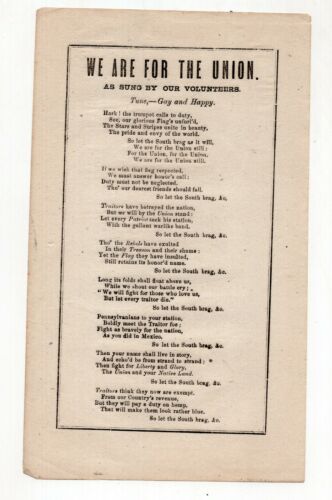 WE ARE FOR THE UNION.
AS SUNG BY OUR VOLUNTEERS.
Tune,—Gay and Happy.
Hark! the trumpet calls to duty,
See, our glorious Flag's unfurl'd,
The Stars and Stripes unite in beauty,
The pride and envy of the world.
So let the South brag as it will,
We are for the Union still:
For the Union, for the Union,
We are for the Union still.
If we wish that flag respected,
We must answer honor's call:
Duty must not be neglected,
Tho' our dearest friends should fall.
So let the South brag, &c.
Traitors have betrayed the nation,
But we will by the Union stand:
Let every Patriot seek his station,
With the gallant warlike band.
So let the South brag, &c.
Tho' the Rebels have exulted
In their Treason and their shame:
Yet the Flag they have insulted,
Still retains its honor'd name.
So let the South brag, &c.
Long its folds shall float above us,
While we shout our battle cry;
"We will fight for those who love us,
But let every traitor die."
So let the South brag, &c.
Pennsylvanians to your station,
Boldly meet the Traitor foe:
Fight as bravely for the nation,
As you did in Mexico.
So let the South brag, &c.
Then your name shall live in story,
And echo'd be from strand to strand:
Then fight for Liberty and Glory,
The Union and your Native Land.
So let the South brag, &c.
Traitors think they now are exempt.
From our Country's revenue,
But they will pay a duty on hemp,
That will make them look rather blue.
So let the South brag, &c.